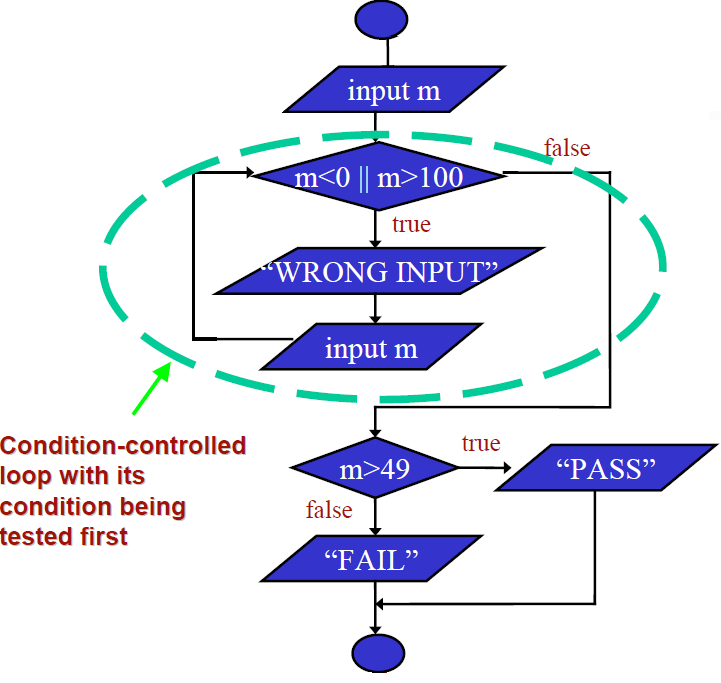 input m
false
m<0 || m>100
true
“WRONG INPUT”
input m
Condition-controlled
loop with its
condition being
tested first
true
m>49
“PASS”
false
“FAIL”